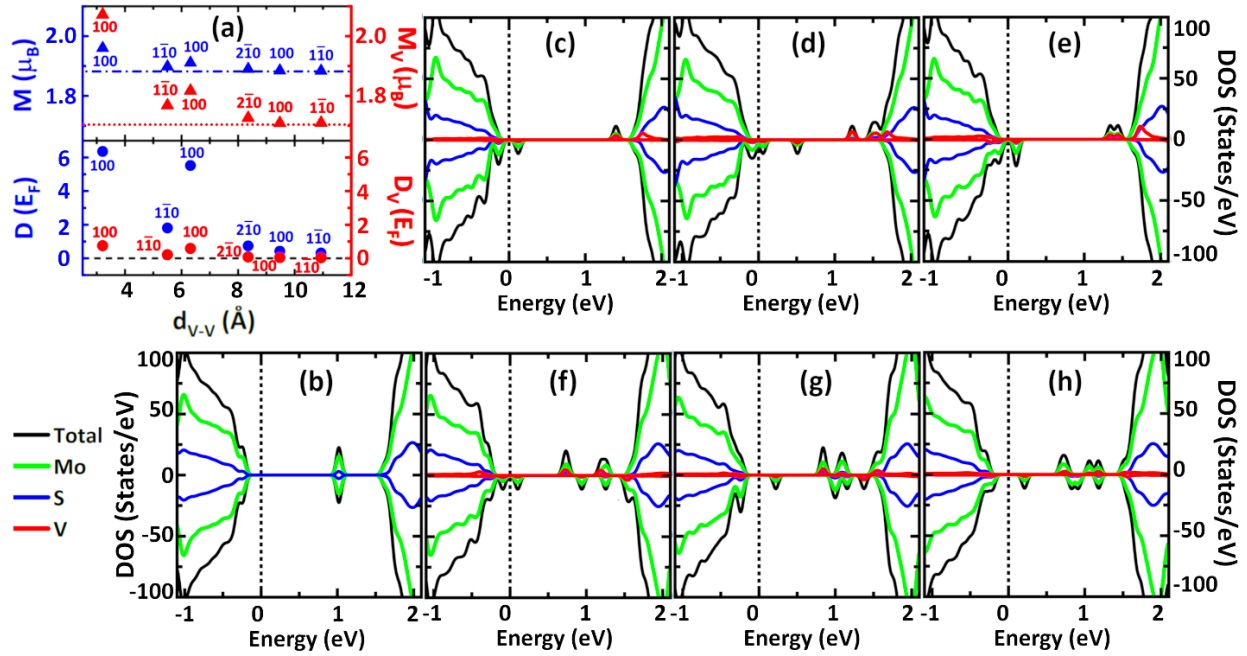 (a)
100
100
11̄0
100
21̄0
100
11̄0
11̄0
100
21̄0
100
11̄0
M (μB)
2.0
1.8
2.0
1.8
MV (μB)
100
100
11̄0
100
21̄0
100
11̄0
11̄0
100
21̄0
100
11̄0
D (EF)
6
4
2
0
6
4
2
0
DV (EF)
4 6 8 10 12
dV-V (Å)
(c) (d) (e)
100
50
0
-50
-100
DOS (States/eV)
-1 0 1 2 -1 0 1 2 -1 0 1 2
Energy (eV) Energy (eV) Energy (eV)
Total
Mo
S
V
DOS (States/eV)
100
50
0
-50
-100
(b) (f) (g) (h)
100
50
0
-50
-100
DOS (States/eV)
-1 0 1 2 -1 0 1 2 -1 0 1 2 -1 0 1 2
Energy (eV) Energy (eV) Energy (eV) Energy (eV)